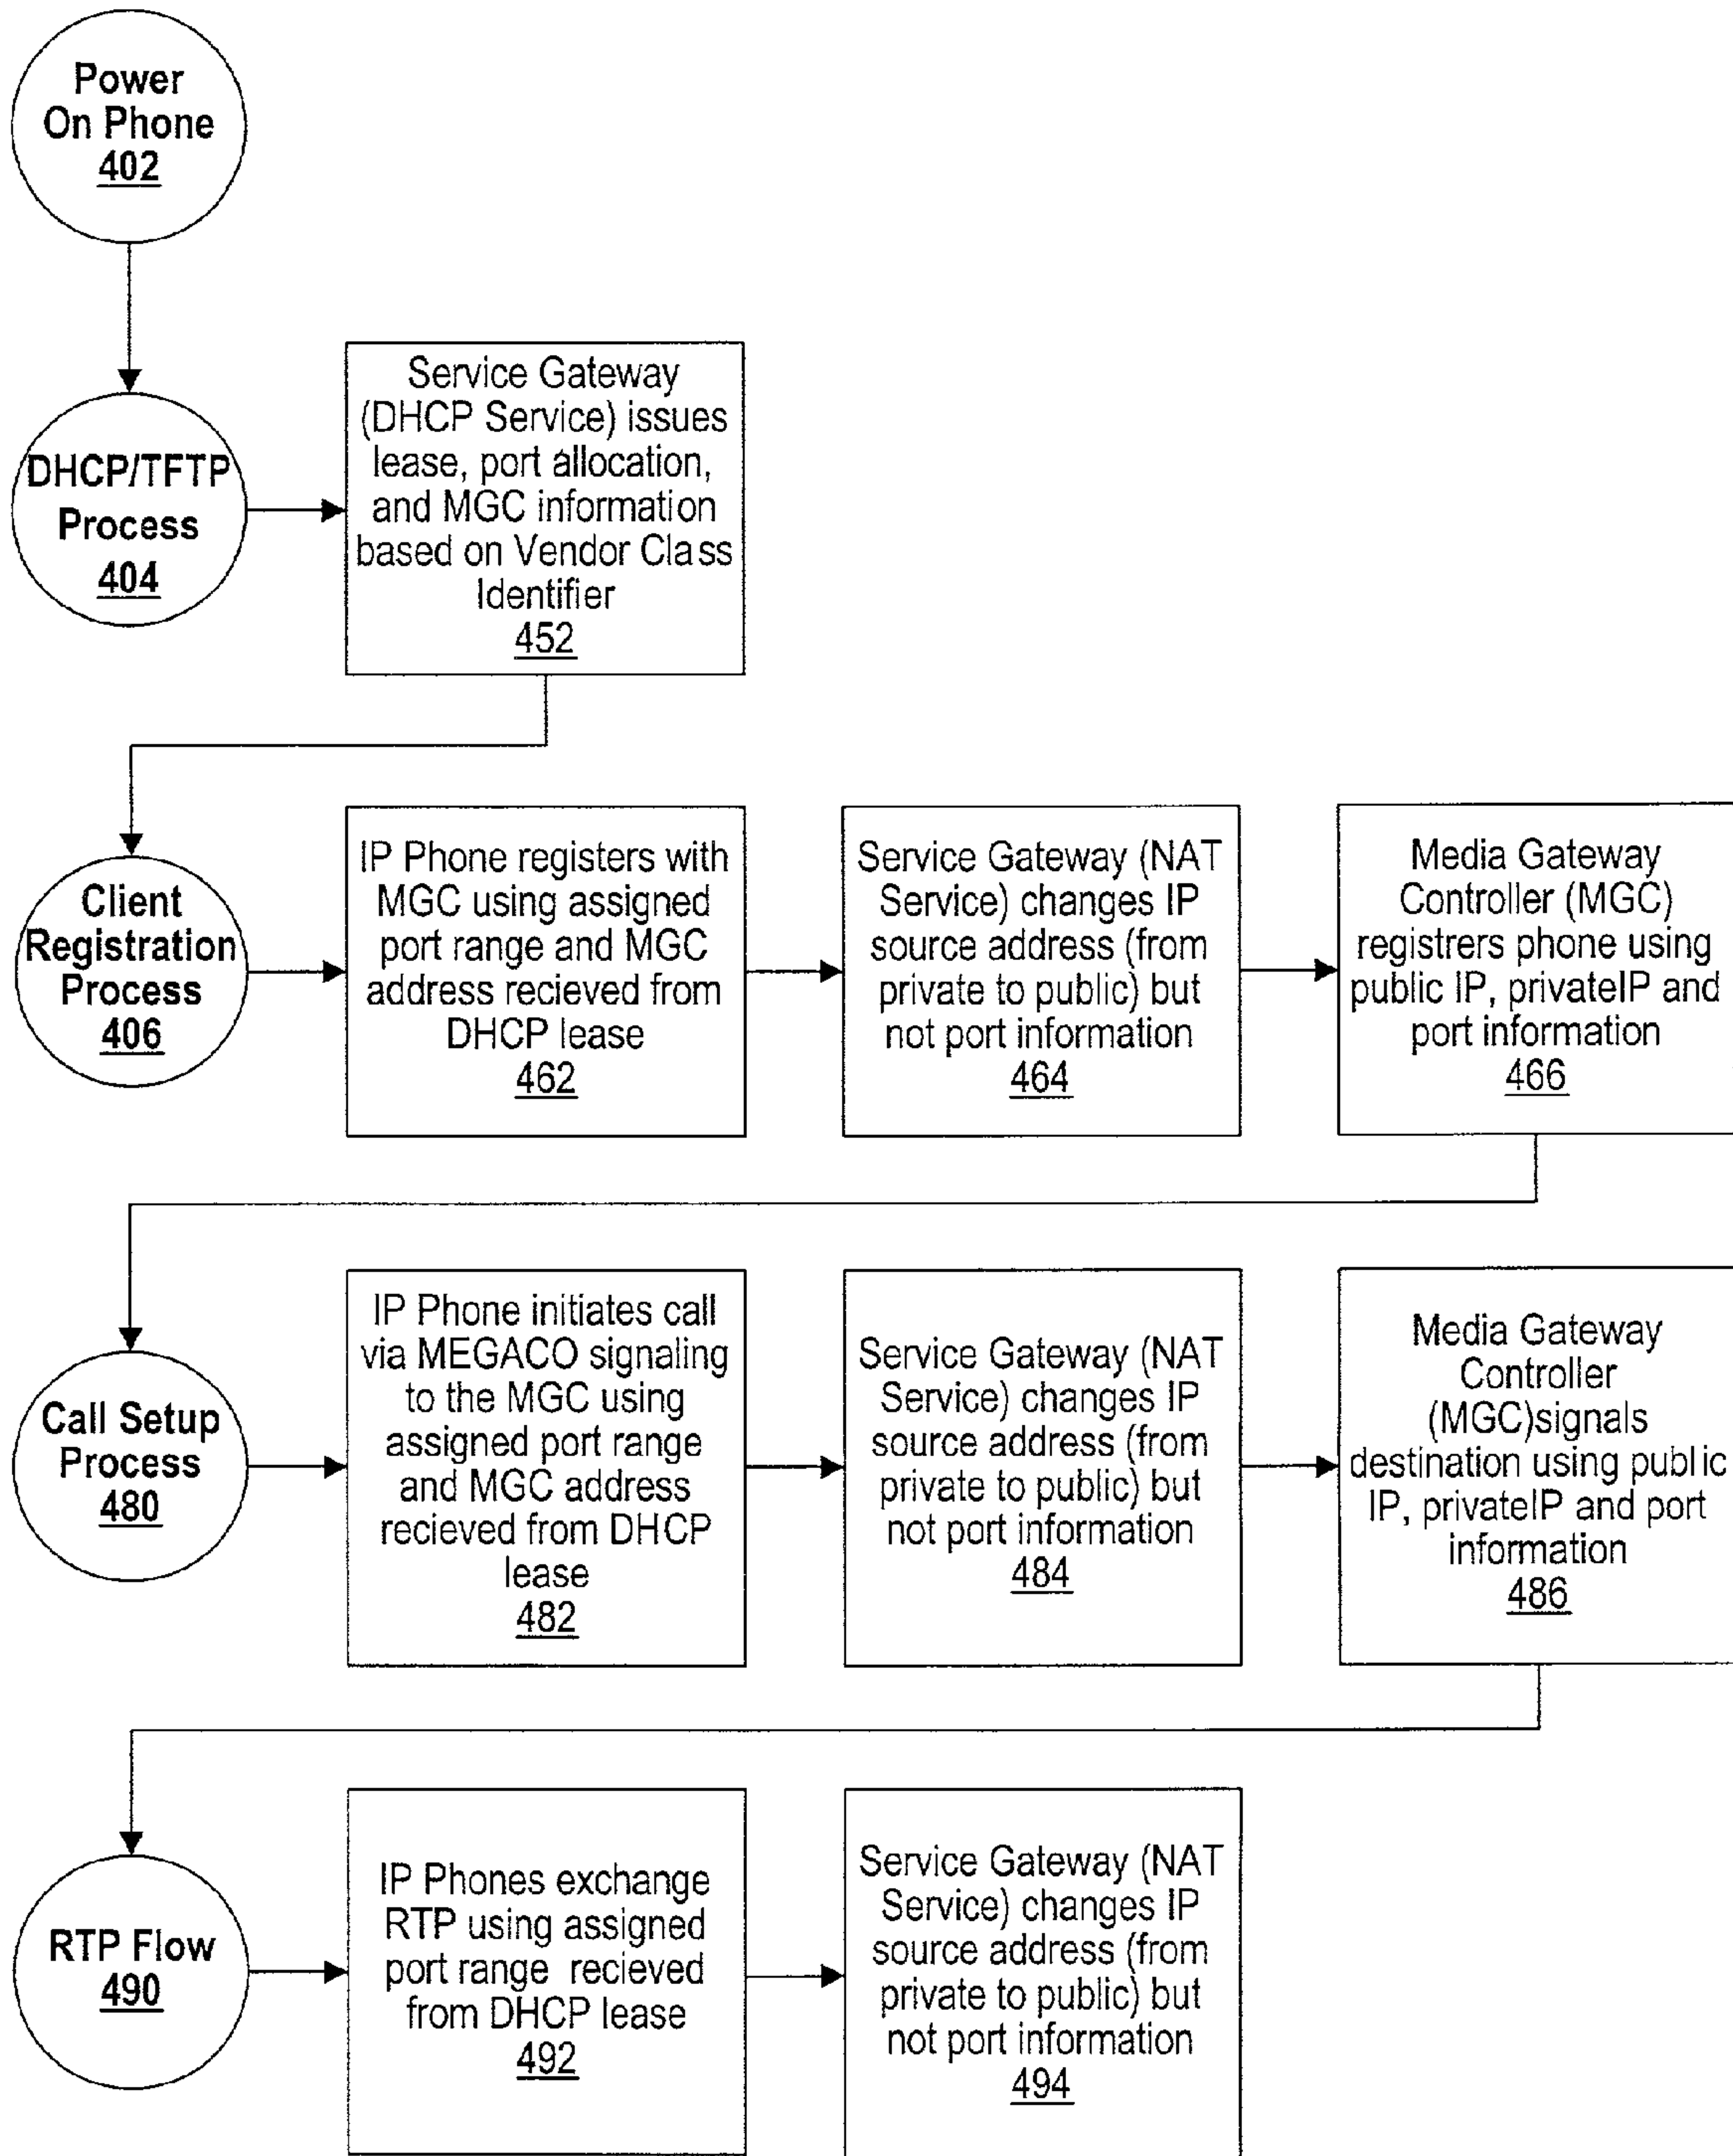 Power
On Phone
402
DHCP/TFTP
Process
404
Service Gateway
(DHCP Service) issues
lease, port allocation,
and MGC information
based on Vendor Class
Identifier
452
Client
Registration
Process
406
IP Phone registers with
MGC using assigned
port range and MGC
address recieved from
DHCP lease
462
Service Gateway (NAT
Service) changes IP
source address (from
private to public) but
not port information
464
Media Gateway
Controller (MGC)
registrers phone using
public IP, privateIP and
port information
466
Call Setup
Process
480
IP Phone initiates call
via MEGACO signaling
to the MGC using
assigned port range
and MGC address
recieved from DHCP
lease
482
Service Gateway (NAT
Service) changes IP
source address (from
private to public) but
not port information
484
Media Gateway
Controller
(MGC)signals
destination using public
IP, privateIP and port
information
486
RTP Flow
490
IP Phones exchange
RTP using assigned
port range recieved
from DHCP lease
492
Service Gateway (NAT
Service) changes IP
source address (from
private to public) but
not port information
494